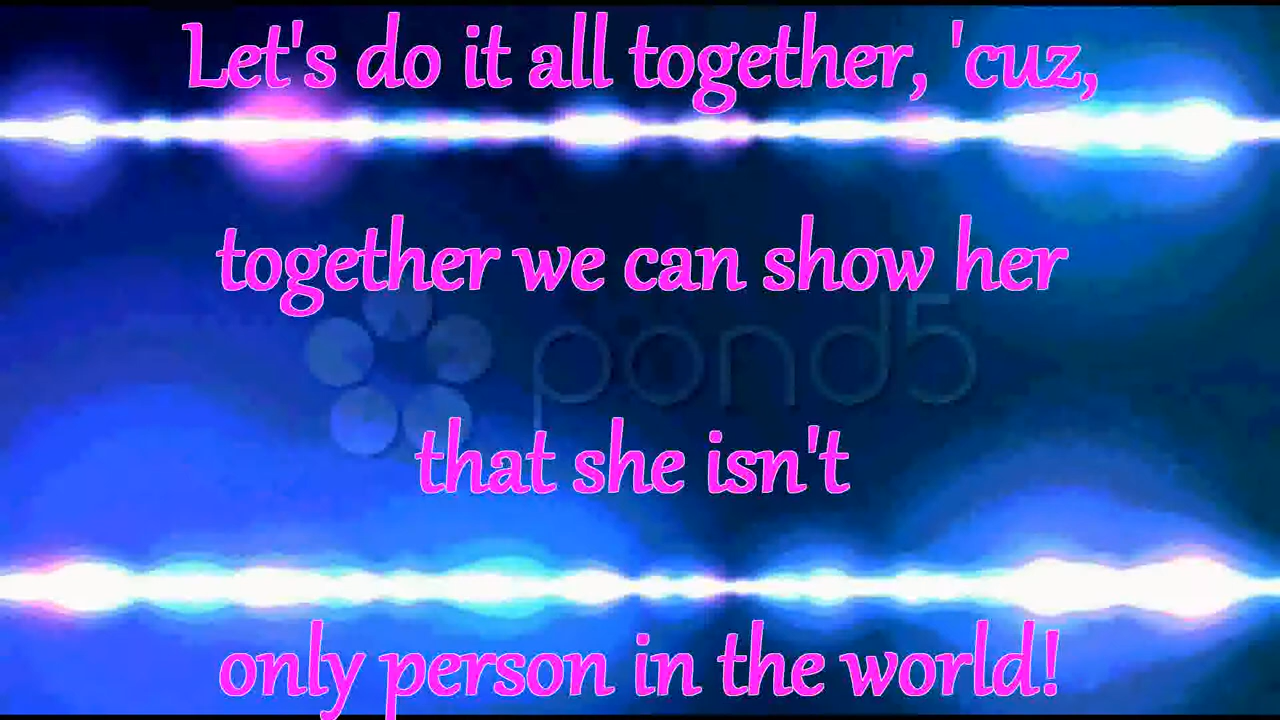 Let's do it all together, 'cuz,
together we can show her
pond5
that she isn't
only person in the world!